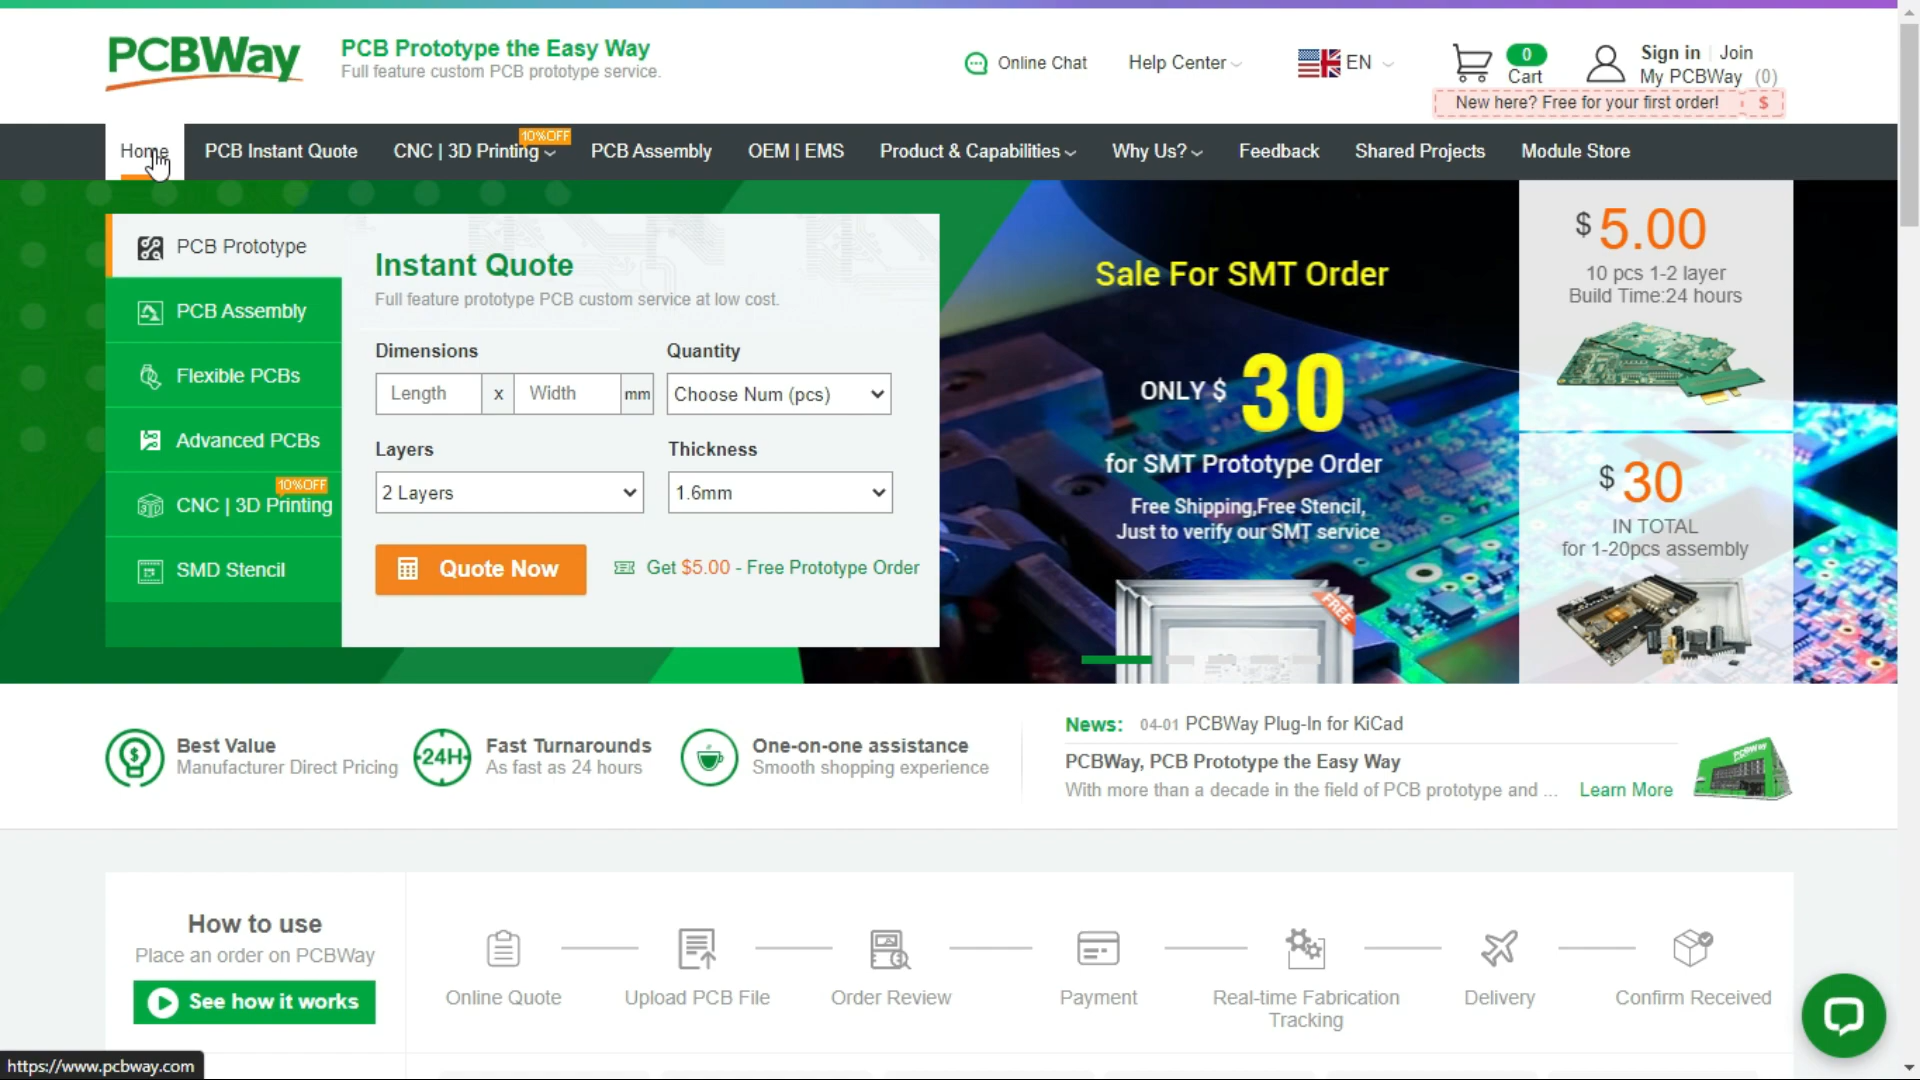 PCBWay
PCB Prototype the Easy Way
Full feature custom PCB prototype service.
Online Chat
Help Center
EN
0
Cart
Sign in | Join
My PCBWay (0)
New here? Free for your first order! $
Home
PCB Instant Quote
CNC | 3D Printing
10%OFF
PCB Assembly
OEM | EMS
Product & Capabilities
Why Us?
Feedback
Shared Projects
Module Store
PCB Prototype
PCB Assembly
Flexible PCBs
Advanced PCBs
10%OFF
CNC | 3D Printing
SMD Stencil
Instant Quote
Full feature prototype PCB custom service at low cost.
Dimensions
Quantity
Length x Width mm
Choose Num (pcs)
Layers
Thickness
2 Layers
1.6mm
Quote Now
Get $5.00 - Free Prototype Order
Sale For SMT Order
ONLY $ 30
for SMT Prototype Order
Free Shipping,Free Stencil,
Just to verify our SMT service
FREE
$ 5.00
10 pcs 1-2 layer
Build Time:24 hours
$ 30
IN TOTAL
for 1-20pcs assembly
Best Value
Manufacturer Direct Pricing
24H
Fast Turnarounds
As fast as 24 hours
One-on-one assistance
Smooth shopping experience
News: 04-01 PCBWay Plug-In for KiCad
PCBWay, PCB Prototype the Easy Way
With more than a decade in the field of PCB prototype and ... Learn More
PCBWay
How to use
Place an order on PCBWay
See how it works
Online Quote
Upload PCB File
Order Review
Payment
Real-time Fabrication
Tracking
Delivery
Confirm Received
https://www.pcbway.com